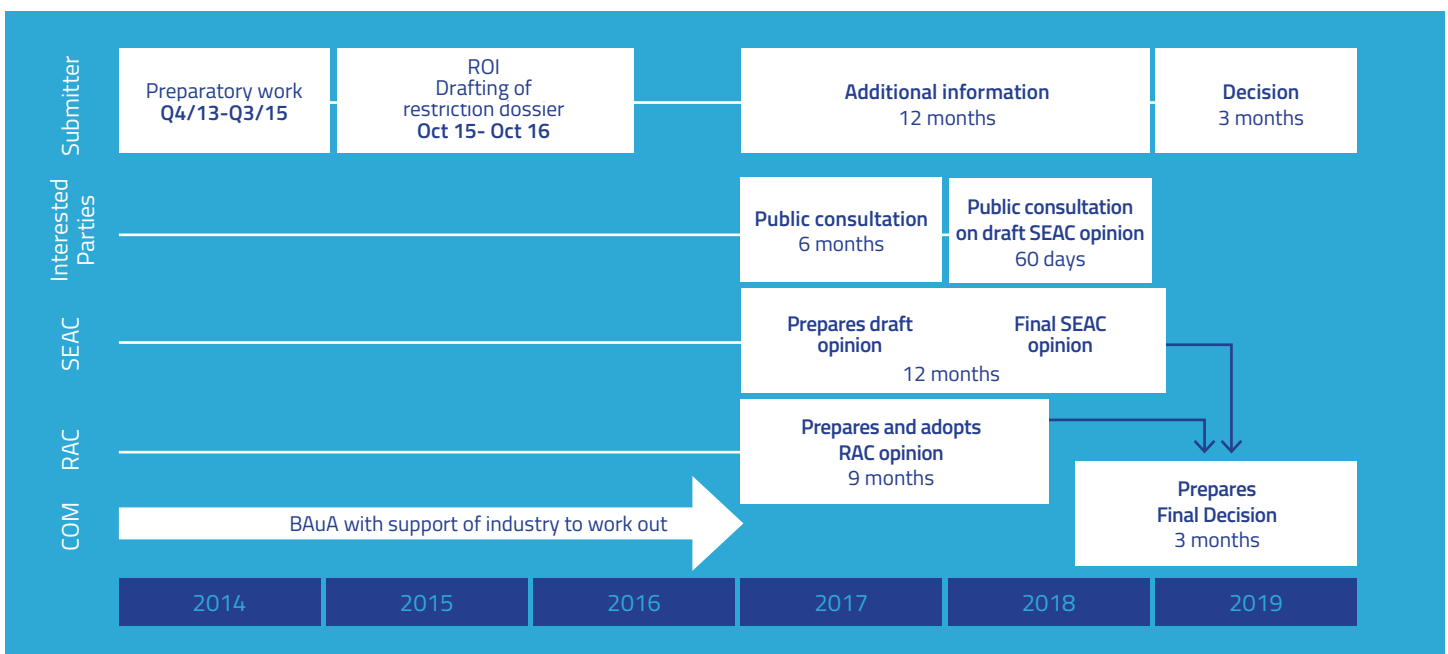 Submitter
Preparatory work
Q4/13-Q3/15
ROI
Drafting of
restriction dossier
Oct 15- Oct 16
Additional information
12 months
Decision
3 months
Interested
Parties
Public consultation
6 months
Public consultation
on draft SEAC opinion
60 days
SEAC
Prepares draft
opinion
Final SEAC
opinion
12 months
RAC
Prepares and adopts
RAC opinion
9 months
COM
BAuA with support of industry to work out
Prepares
Final Decision
3 months
2014
2015
2016
2017
2018
2019